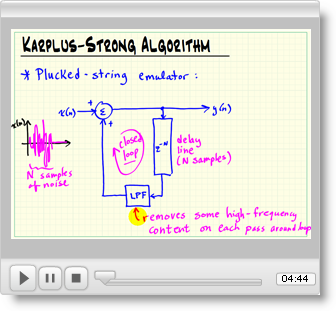 KARPLUS-STRONG ALGORITHM
* Plucked-string emulator:
x(n)
+
Σ
+
y(n)
x(n)
n
N samples
of noise
closed
loop
z⁻ᴺ
delay
line
(N samples)
LPF
removes some high-frequency
content on each pass around loop
04:44